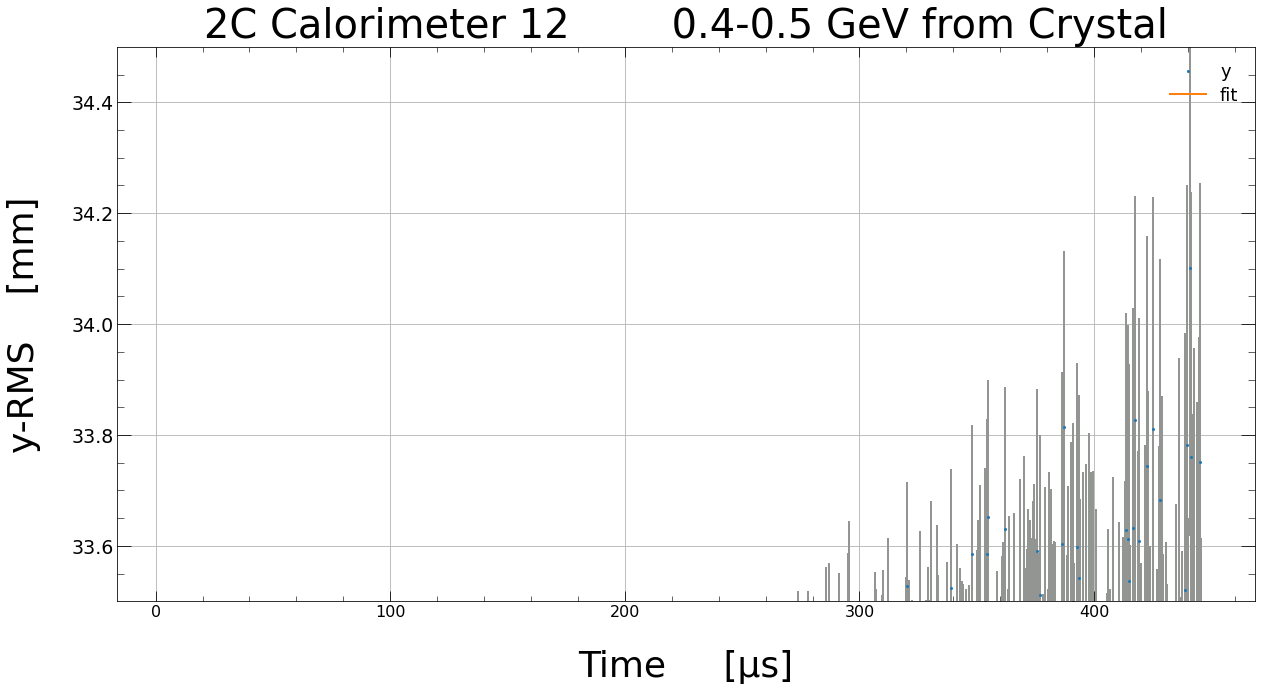 2C Calorimeter 12 0.4-0.5 GeV from Crystal
y
fit
34.4
34.2
34.0
33.8
33.6
y-RMS [mm]
0 100 200 300 400
Time [µs]